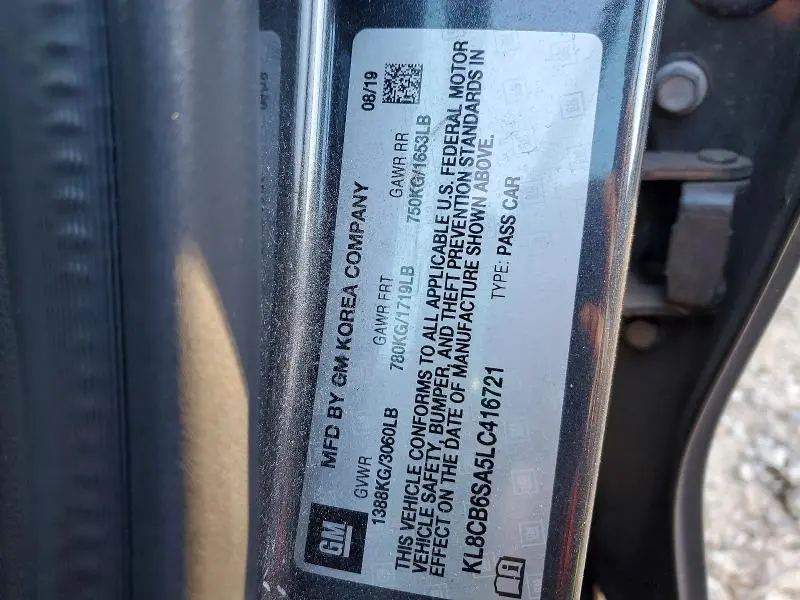 MFD BY GM KOREA COMPANY 08/19
GVWR GAWR FRT GAWR RR
1388KG/3060LB 780KG/1719LB 750KG/1653LB
THIS VEHICLE CONFORMS TO ALL APPLICABLE U.S. FEDERAL MOTOR
VEHICLE SAFETY, BUMPER, AND THEFT PREVENTION STANDARDS IN
EFFECT ON THE DATE OF MANUFACTURE SHOWN ABOVE.
KL8CB6SA5LC416721 TYPE: PASS CAR
GM